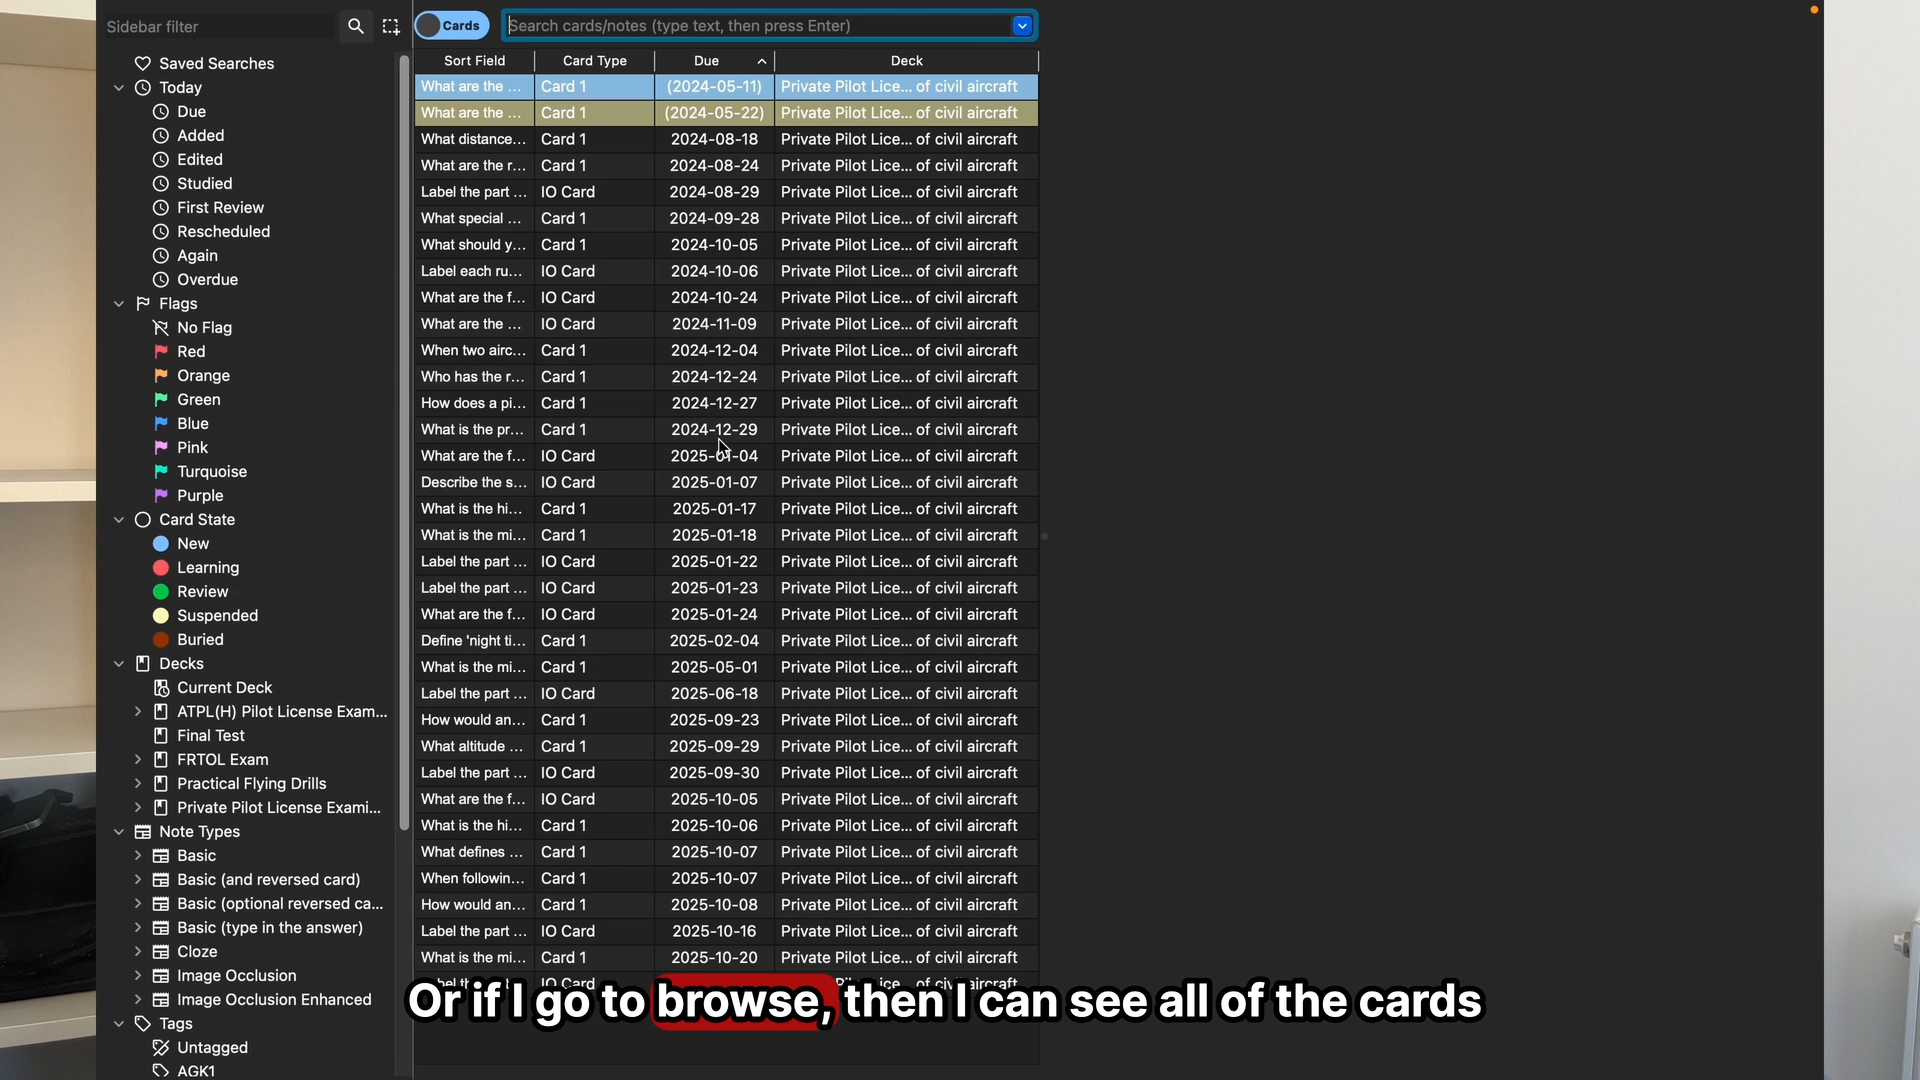 Sidebar filter
Cards
Search cards/notes (type text, then press Enter)
Saved Searches
Today
Due
Added
Edited
Studied
First Review
Rescheduled
Again
Overdue
Flags
No Flag
Red
Orange
Green
Blue
Pink
Turquoise
Purple
Card State
New
Learning
Review
Suspended
Buried
Decks
Current Deck
ATPL(H) Pilot License Exam...
Final Test
FRTOL Exam
Practical Flying Drills
Private Pilot License Exami...
Note Types
Basic
Basic (and reversed card)
Basic (optional reversed ca...
Basic (type in the answer)
Cloze
Image Occlusion
Image Occlusion Enhanced
Tags
Untagged
AGK1
Sort Field Card Type Due Deck
What are the ... Card 1 (2024-05-11) Private Pilot Lice... of civil aircraft
What are the ... Card 1 (2024-05-22) Private Pilot Lice... of civil aircraft
What distance... Card 1 2024-08-18 Private Pilot Lice... of civil aircraft
What are the r... Card 1 2024-08-24 Private Pilot Lice... of civil aircraft
Label the part ... IO Card 2024-08-29 Private Pilot Lice... of civil aircraft
What special ... Card 1 2024-09-28 Private Pilot Lice... of civil aircraft
What should y... Card 1 2024-10-05 Private Pilot Lice... of civil aircraft
Label each ru... IO Card 2024-10-06 Private Pilot Lice... of civil aircraft
What are the f... IO Card 2024-10-24 Private Pilot Lice... of civil aircraft
What are the ... IO Card 2024-11-09 Private Pilot Lice... of civil aircraft
When two airc... Card 1 2024-12-04 Private Pilot Lice... of civil aircraft
Who has the r... Card 1 2024-12-24 Private Pilot Lice... of civil aircraft
How does a pi... Card 1 2024-12-27 Private Pilot Lice... of civil aircraft
What is the pr... Card 1 2024-12-29 Private Pilot Lice... of civil aircraft
What are the f... IO Card 2025-01-04 Private Pilot Lice... of civil aircraft
Describe the s... IO Card 2025-01-07 Private Pilot Lice... of civil aircraft
What is the hi... Card 1 2025-01-17 Private Pilot Lice... of civil aircraft
What is the mi... Card 1 2025-01-18 Private Pilot Lice... of civil aircraft
Label the part ... IO Card 2025-01-22 Private Pilot Lice... of civil aircraft
Label the part ... IO Card 2025-01-23 Private Pilot Lice... of civil aircraft
What are the f... IO Card 2025-01-24 Private Pilot Lice... of civil aircraft
Define 'night ti... Card 1 2025-02-04 Private Pilot Lice... of civil aircraft
What is the mi... Card 1 2025-05-01 Private Pilot Lice... of civil aircraft
Label the part ... IO Card 2025-06-18 Private Pilot Lice... of civil aircraft
How would an... Card 1 2025-09-23 Private Pilot Lice... of civil aircraft
What altitude ... Card 1 2025-09-29 Private Pilot Lice... of civil aircraft
Label the part ... IO Card 2025-09-30 Private Pilot Lice... of civil aircraft
What are the f... IO Card 2025-10-05 Private Pilot Lice... of civil aircraft
What is the hi... Card 1 2025-10-06 Private Pilot Lice... of civil aircraft
What defines ... Card 1 2025-10-07 Private Pilot Lice... of civil aircraft
When followin... Card 1 2025-10-07 Private Pilot Lice... of civil aircraft
How would an... Card 1 2025-10-08 Private Pilot Lice... of civil aircraft
Label the part ... IO Card 2025-10-16 Private Pilot Lice... of civil aircraft
What is the mi... Card 1 2025-10-20 Private Pilot Lice... of civil aircraft
IO Card Pilot Lice... of civil aircraft
Or if I go to browse, then I can see all of the cards